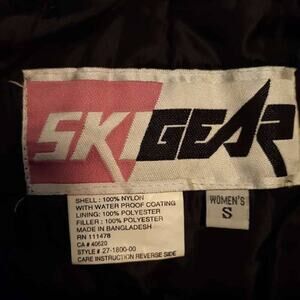 SKIGEAR
SHELL: 100% NYLON
WITH WATER PROOF COATING
LINING: 100% POLYESTER
FILLER: 100% POLYESTER
MADE IN BANGLADESH
RN 111478
CA# 40620
STYLE# 27-1800-00
CARE INSTRUCTION REVERSE SIDE
WOMEN'S
S